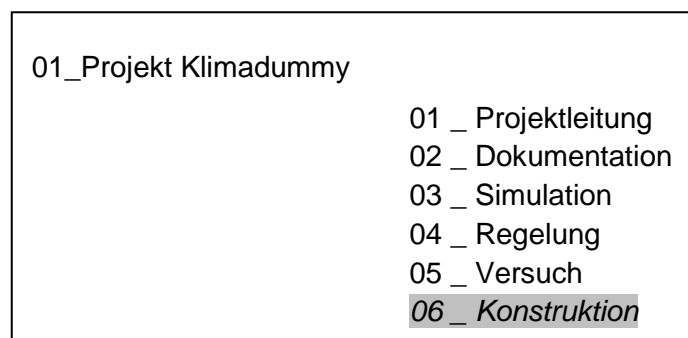 01_Projekt Klimadummy
01 _ Projektleitung
02 _ Dokumentation
03 _ Simulation
04 _ Regelung
05 _ Versuch
06 _ Konstruktion